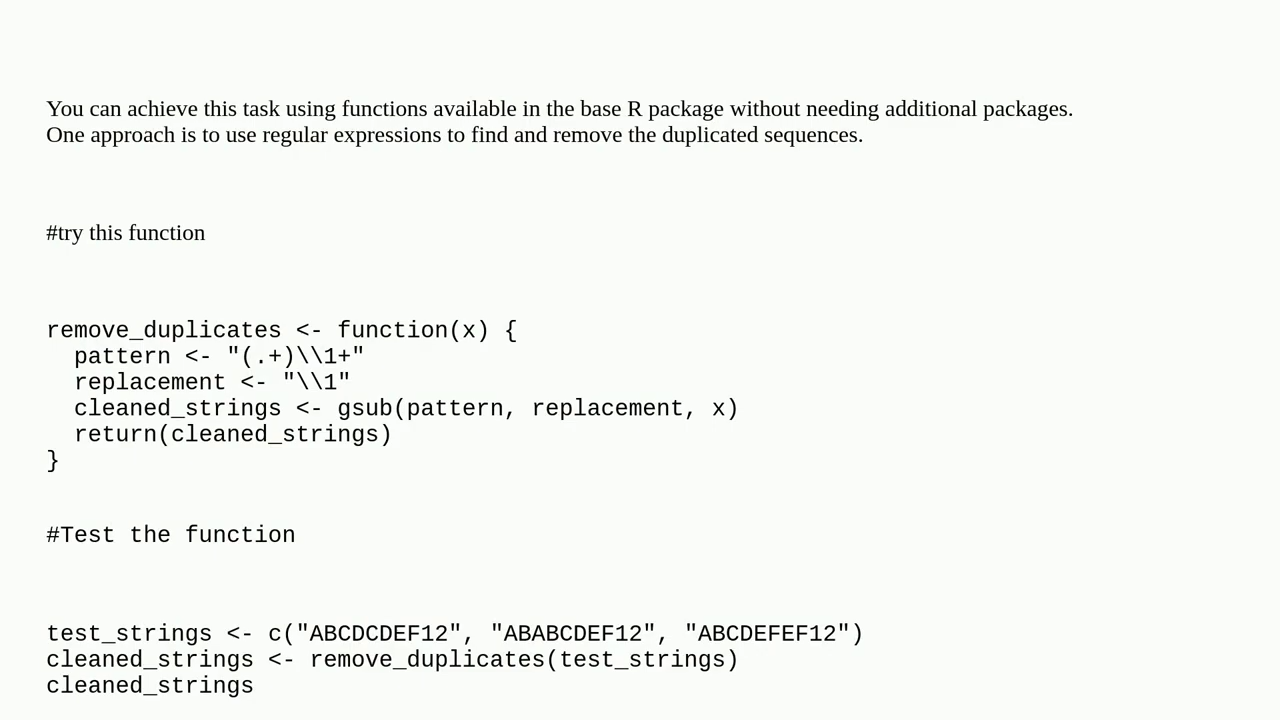 You can achieve this task using functions available in the base R package without needing additional packages.
One approach is to use regular expressions to find and remove the duplicated sequences.
#try this function
remove_duplicates <- function(x) {
  pattern <- "(.+)\\1+"
  replacement <- "\\1"
  cleaned_strings <- gsub(pattern, replacement, x)
  return(cleaned_strings)
}
#Test the function
test_strings <- c("ABCDCDEF12", "ABABCDEF12", "ABCDEFEF12")
cleaned_strings <- remove_duplicates(test_strings)
cleaned_strings